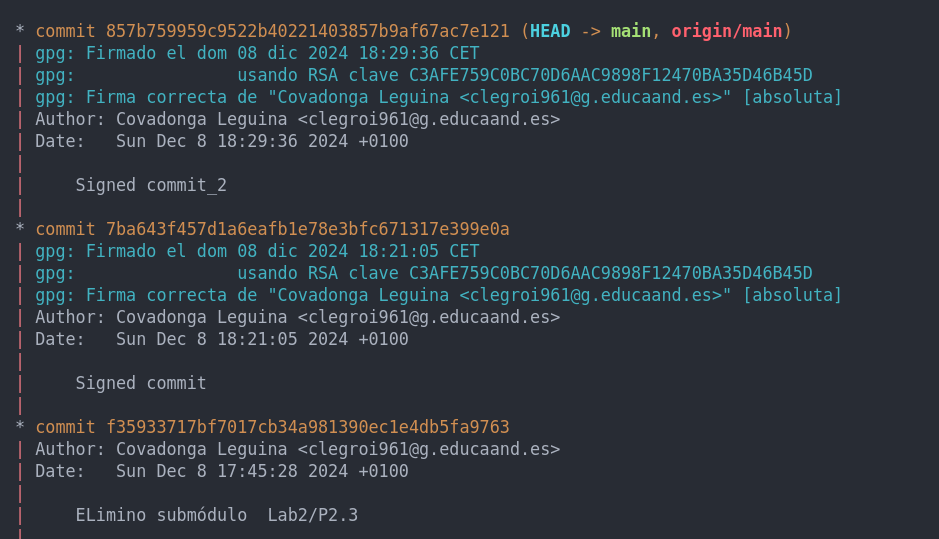 * commit 857b759959c9522b40221403857b9af67ac7e121 (HEAD -> main, origin/main)
| gpg: Firmado el dom 08 dic 2024 18:29:36 CET
| gpg:                usando RSA clave C3AFE759C0BC70D6AAC9898F12470BA35D46B45D
| gpg: Firma correcta de "Covadonga Leguina <clegroi961@g.educaand.es>" [absoluta]
| Author: Covadonga Leguina <clegroi961@g.educaand.es>
| Date:   Sun Dec 8 18:29:36 2024 +0100
|
|     Signed commit_2
|
* commit 7ba643f457d1a6eafb1e78e3bfc671317e399e0a
| gpg: Firmado el dom 08 dic 2024 18:21:05 CET
| gpg:                usando RSA clave C3AFE759C0BC70D6AAC9898F12470BA35D46B45D
| gpg: Firma correcta de "Covadonga Leguina <clegroi961@g.educaand.es>" [absoluta]
| Author: Covadonga Leguina <clegroi961@g.educaand.es>
| Date:   Sun Dec 8 18:21:05 2024 +0100
|
|     Signed commit
|
* commit f35933717bf7017cb34a981390ec1e4db5fa9763
| Author: Covadonga Leguina <clegroi961@g.educaand.es>
| Date:   Sun Dec 8 17:45:28 2024 +0100
|
|     ELimino submódulo  Lab2/P2.3
|